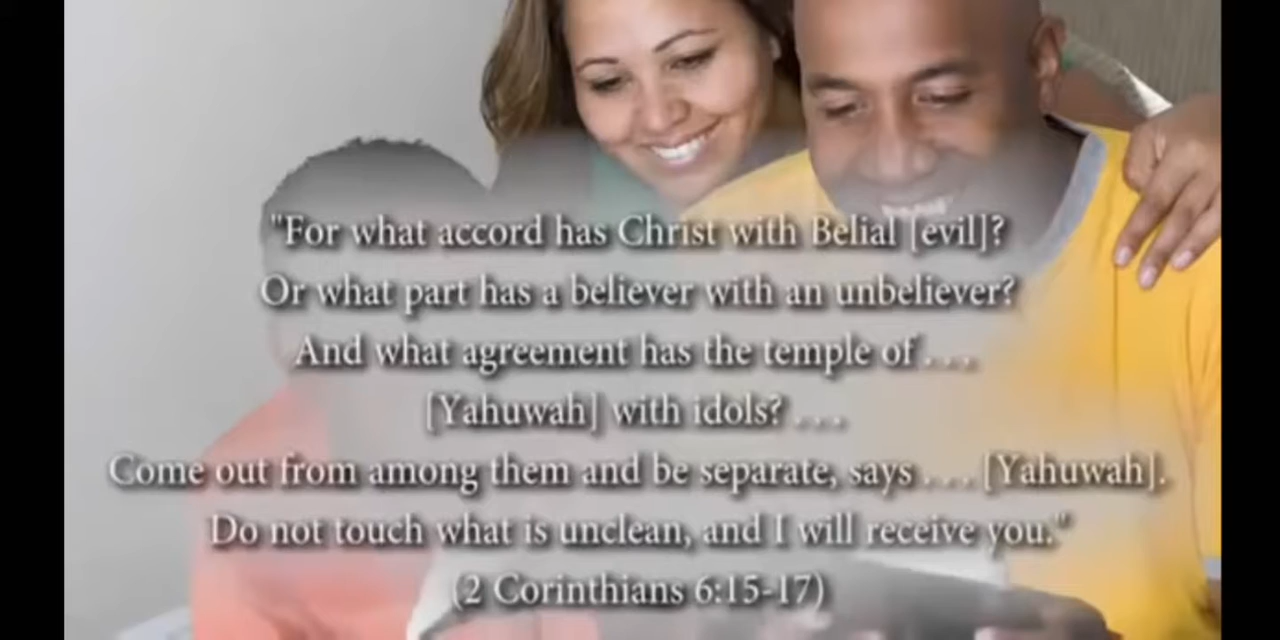 "For what accord has Christ with Belial [evil]?
Or what part has a believer with an unbeliever?
And what agreement has the temple of . . .
[Yahuwah] with idols? . . .
Come out from among them and be separate, says . . . [Yahuwah].
Do not touch what is unclean, and I will receive you."
(2 Corinthians 6:15-17)